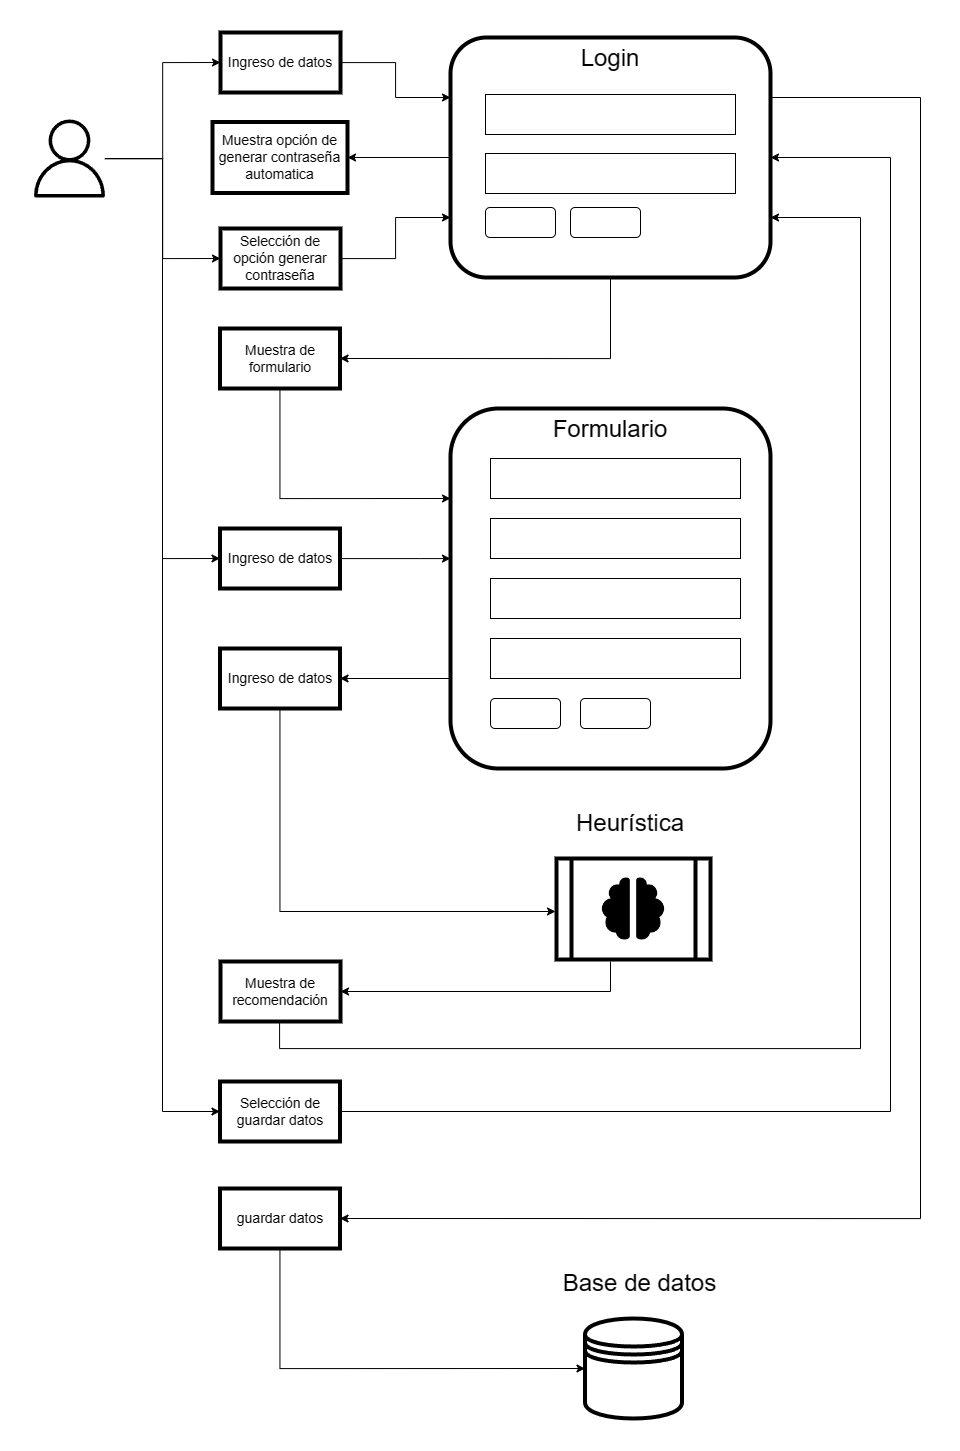 Ingreso de datos
Login
Muestra opción de
generar contraseña
automatica
Selección de
opción generar
contraseña
Muestra de
formulario
Formulario
Ingreso de datos
Ingreso de datos
Heurística
Muestra de
recomendación
Selección de
guardar datos
guardar datos
Base de datos